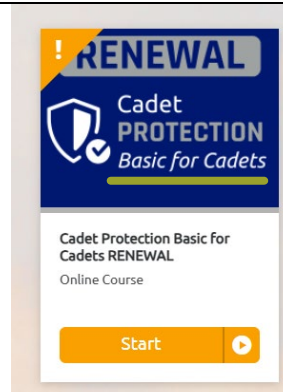 !
RENEWAL
Cadet
PROTECTION
Basic for Cadets
Cadet Protection Basic for
Cadets RENEWAL
Online Course
Start